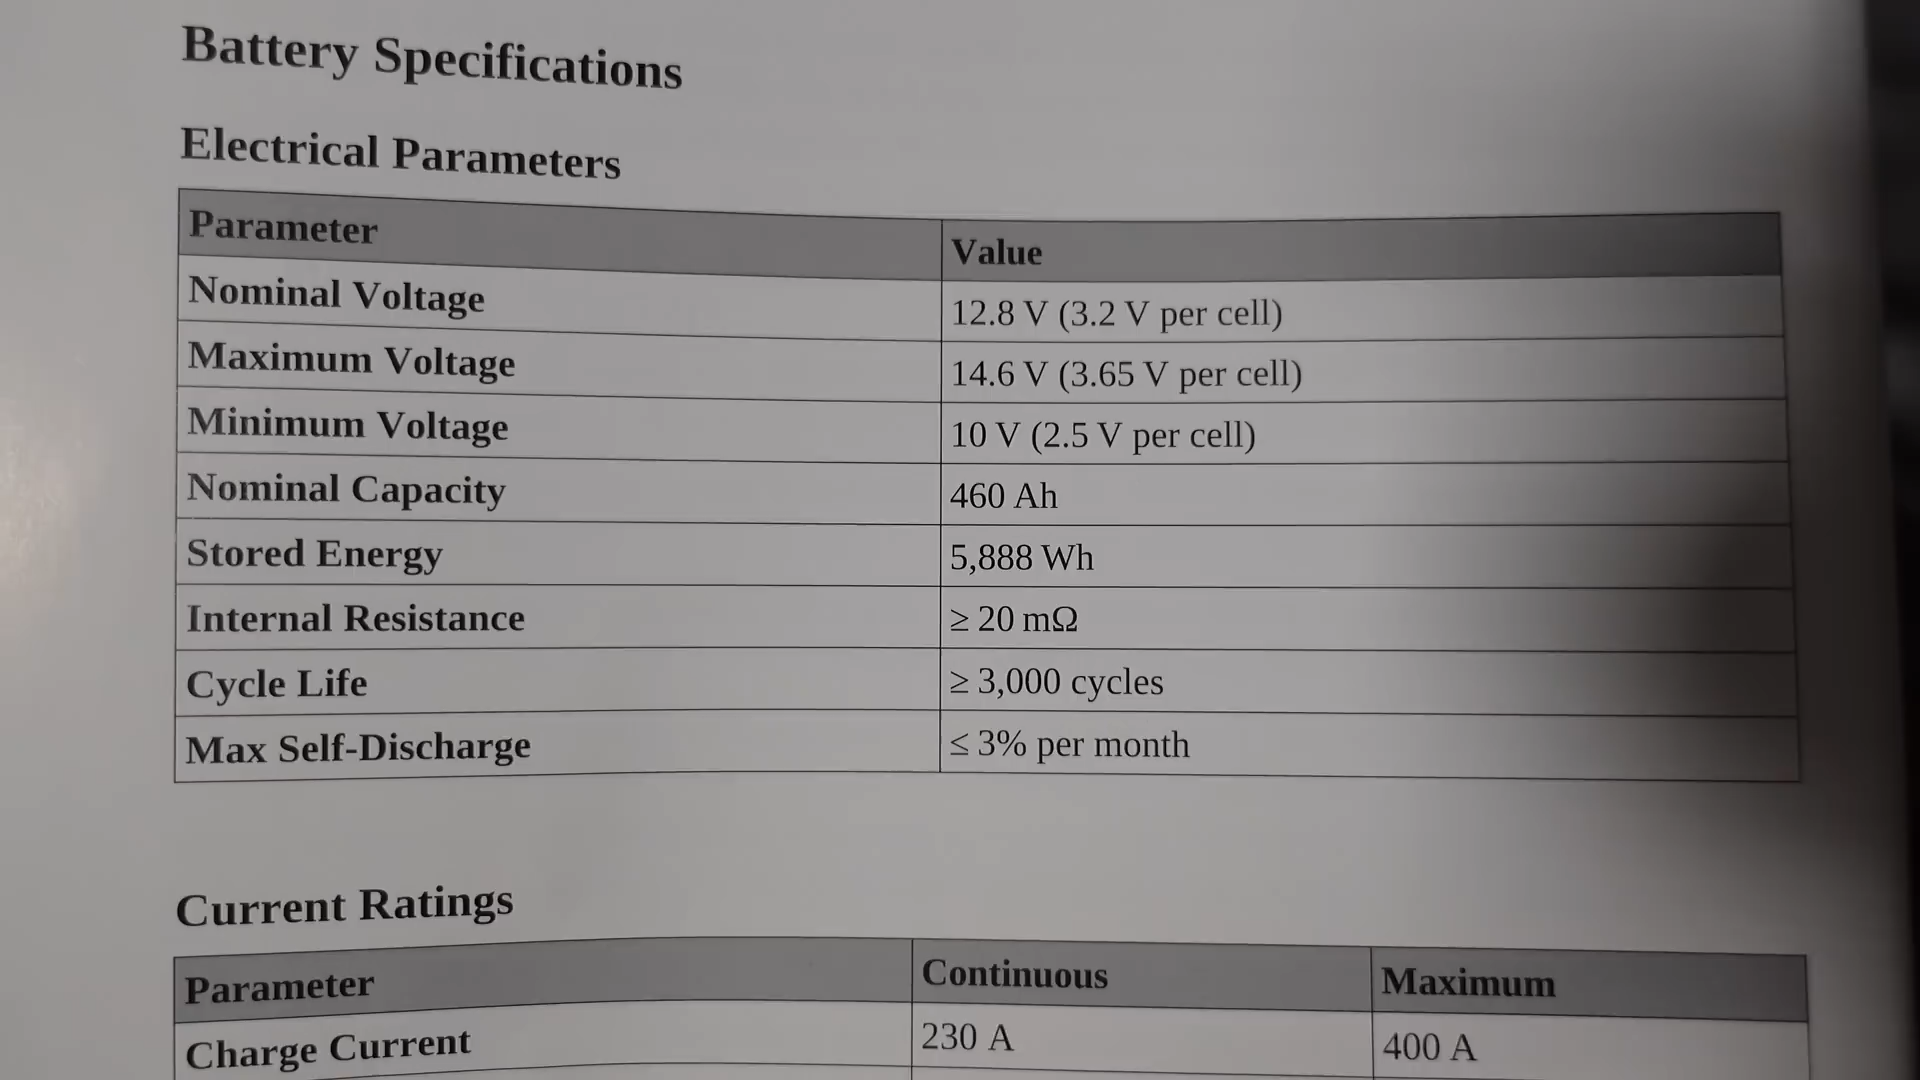 Battery Specifications
Electrical Parameters
Parameter Value
Nominal Voltage 12.8 V (3.2 V per cell)
Maximum Voltage 14.6 V (3.65 V per cell)
Minimum Voltage 10 V (2.5 V per cell)
Nominal Capacity 460 Ah
Stored Energy 5,888 Wh
Internal Resistance ≥ 20 mΩ
Cycle Life ≥ 3,000 cycles
Max Self-Discharge ≤ 3% per month
Current Ratings
Parameter Continuous Maximum
Charge Current 230 A 400 A